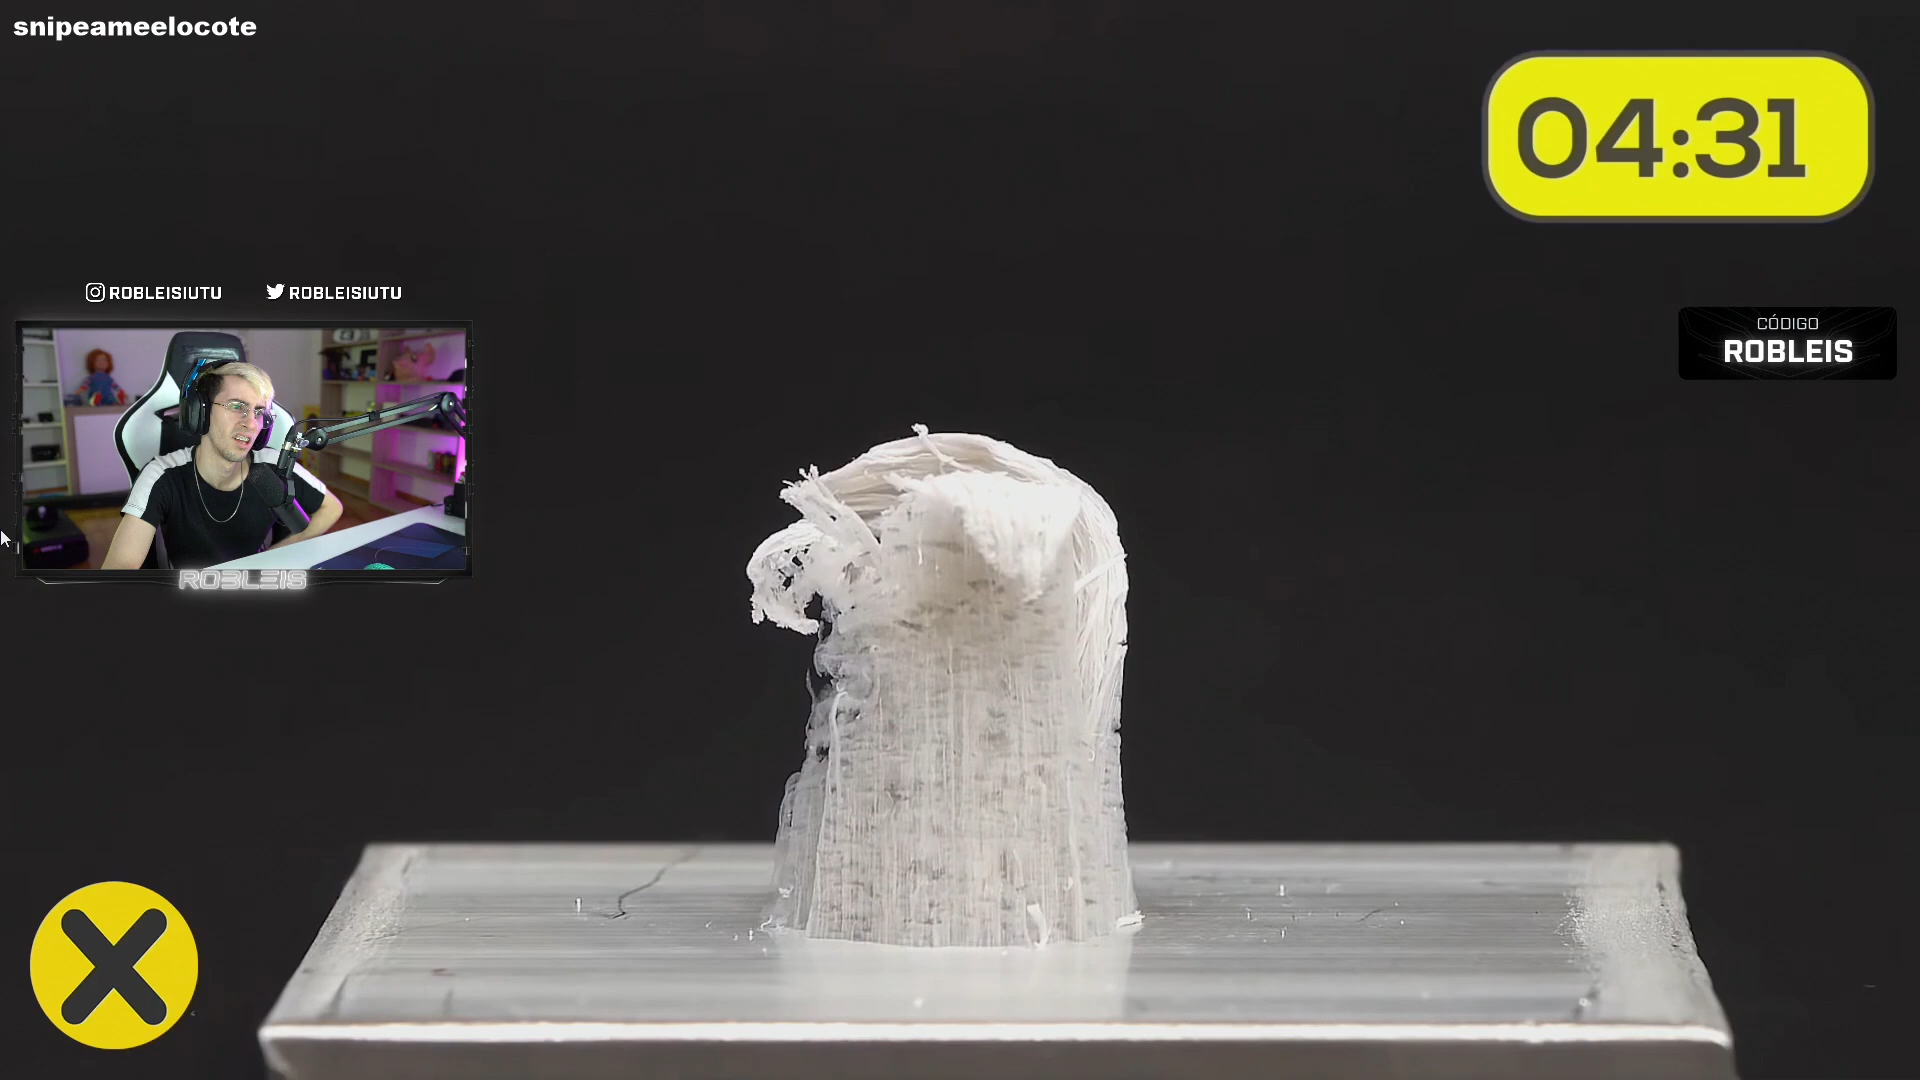 snipeameelocote
04:31
ROBLEISIUTU
ROBLEISIUTU
CÓDIGO
ROBLEIS
ROBLEIS